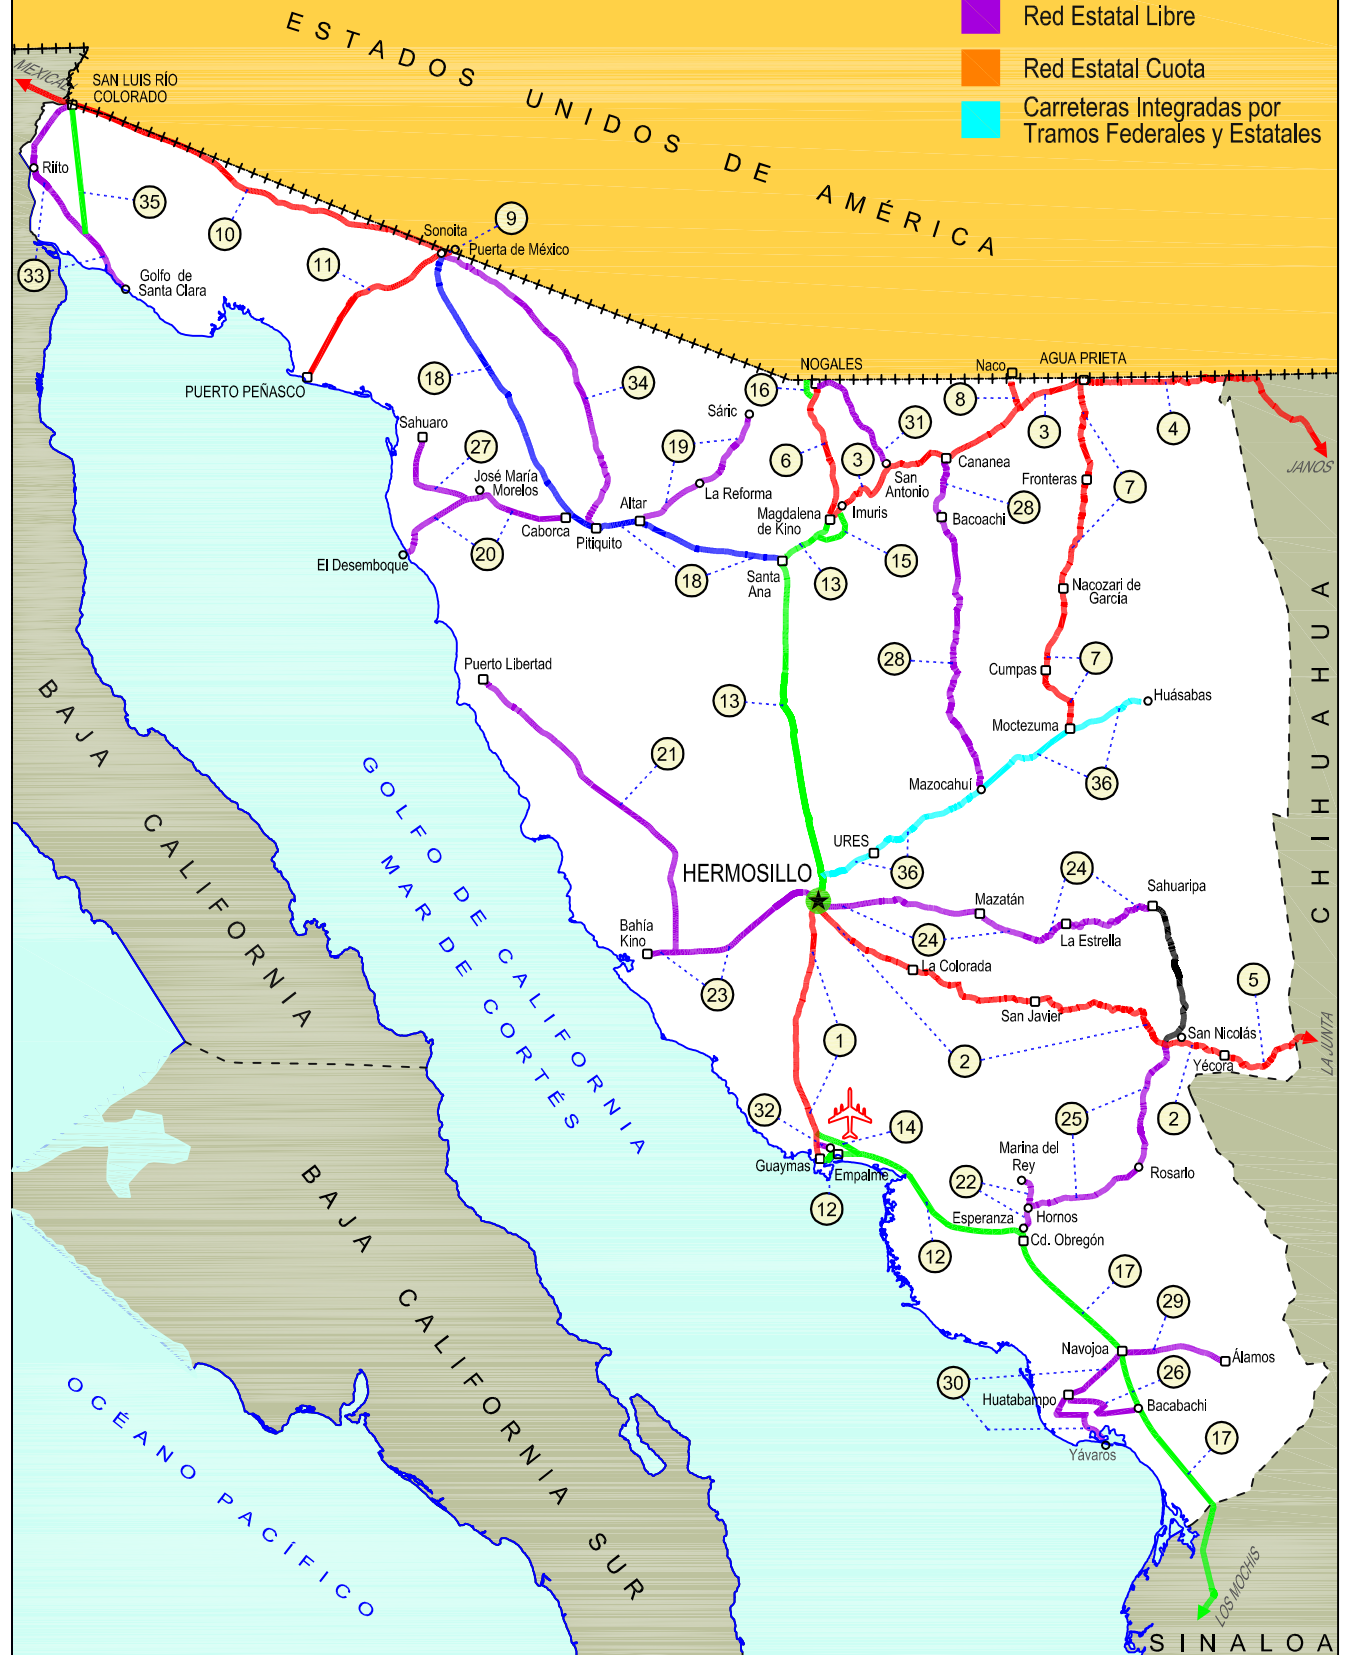 Red Estatal Libre
Red Estatal Cuota
Carreteras Integradas por
Tramos Federales y Estatales
ESTADOS UNIDOS DE AMÉRICA
MEXICALI
SAN LUIS RÍO
COLORADO
Riíto
35
10
33
Golfo de
Santa Clara
11
Sonoita
9
Puerta de México
PUERTO PEÑASCO
18
34
NOGALES
16
Naco
AGUA PRIETA
8
3
4
JANOS
Sahuaro
27
José María
Morelos
20
El Desemboque
Caborca
Pitiquito
Altar
19
Sáric
La Reforma
18
6
31
3
San
Antonio
Cananea
28
Bacoachi
Fronteras
7
Magdalena
de Kino
Imuris
15
13
Santa
Ana
Nacozari de
García
Cumpas
7
Moctezuma
Huásabas
36
28
Mazocahuí
Puerto Libertad
13
21
URES
36
HERMOSILLO
Mazatán
24
Sahuaripa
La Estrella
24
Bahía
Kino
23
La Colorada
San Javier
1
2
5
San Nicolás
Yécora
LA JUNTA
2
25
32
14
Guaymas
Empalme
12
Marina del
Rey
22
Hornos
Rosario
Esperanza
Cd. Obregón
12
17
29
Navojoa
Álamos
30
26
Huatabampo
Bacabachi
Yávaros
17
LOS MOCHIS
SINALOA
CHIHUAHUA
BAJA CALIFORNIA
GOLFO DE CALIFORNIA
MAR DE CORTÉS
BAJA CALIFORNIA SUR
OCÉANO PACÍFICO